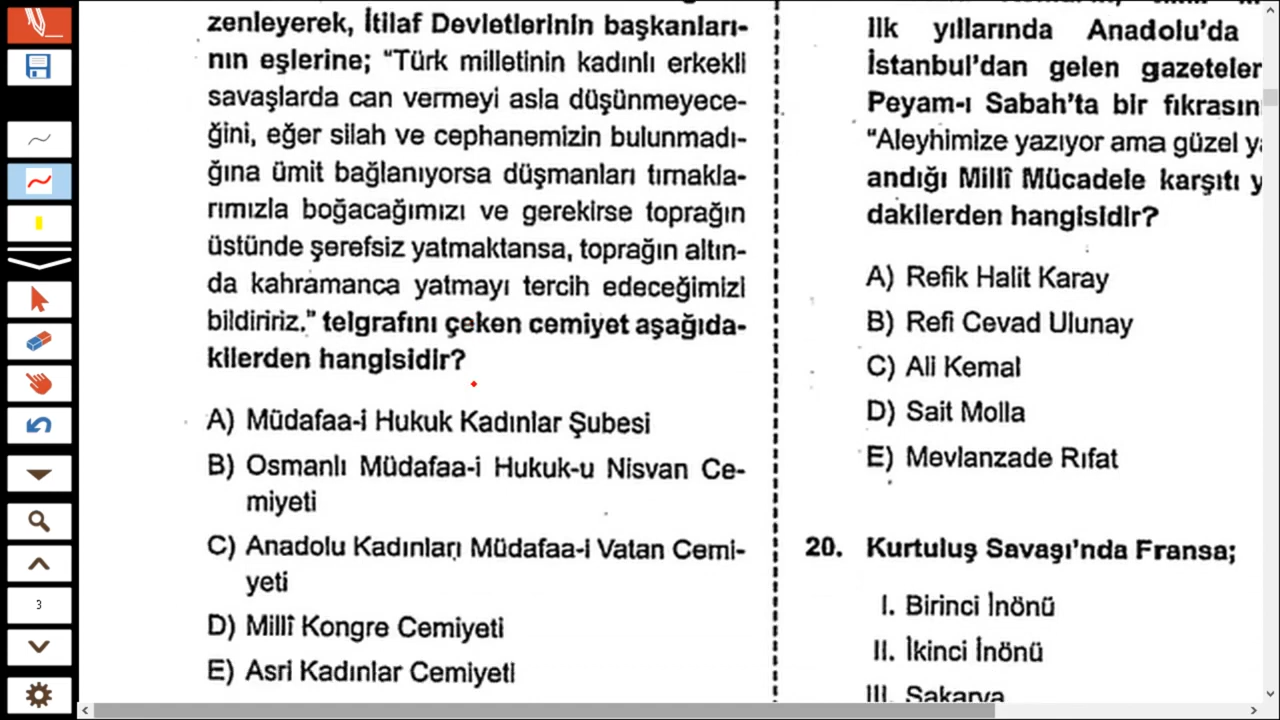 zenleyerek, İtilaf Devletlerinin başkanları-
nın eşlerine; “Türk milletinin kadınlı erkekli
savaşlarda can vermeyi asla düşünmeyece-
ğini, eğer silah ve cephanemizin bulunmadı-
ğına ümit bağlanıyorsa düşmanları tırnakla-
rımızla boğacağımızı ve gerekirse toprağın
üstünde şerefsiz yatmaktansa, toprağın altın-
da kahramanca yatmayı tercih edeceğimizi
bildiririz.” telgrafını çeken cemiyet aşağıda-
kilerden hangisidir?
A) Müdafaa-i Hukuk Kadınlar Şubesi
B) Osmanlı Müdafaa-i Hukuk-u Nisvan Ce-
miyeti
C) Anadolu Kadınları Müdafaa-i Vatan Cemi-
yeti
D) Millî Kongre Cemiyeti
E) Asri Kadınlar Cemiyeti
ilk yıllarında Anadolu’da
İstanbul’dan gelen gazeteler
Peyam-ı Sabah’ta bir fıkrasın
“Aleyhimize yazıyor ama güzel y
andığı Millî Mücadele karşıtı y
dakilerden hangisidir?
A) Refik Halit Karay
B) Refi Cevad Ulunay
C) Ali Kemal
D) Sait Molla
E) Mevlanzade Rıfat
20. Kurtuluş Savaşı’nda Fransa;
I. Birinci İnönü
II. İkinci İnönü
III. Sakarya
3